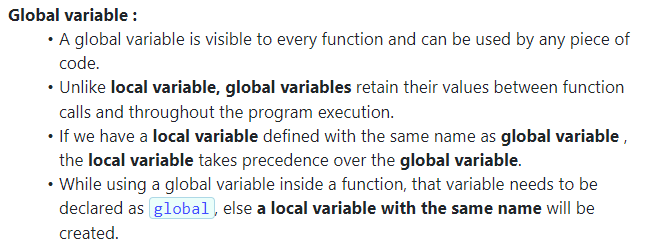 Global variable :
• A global variable is visible to every function and can be used by any piece of
code.
• Unlike local variable, global variables retain their values between function
calls and throughout the program execution.
• If we have a local variable defined with the same name as global variable ,
the local variable takes precedence over the global variable.
• While using a global variable inside a function, that variable needs to be
declared as global, else a local variable with the same name will be
created.